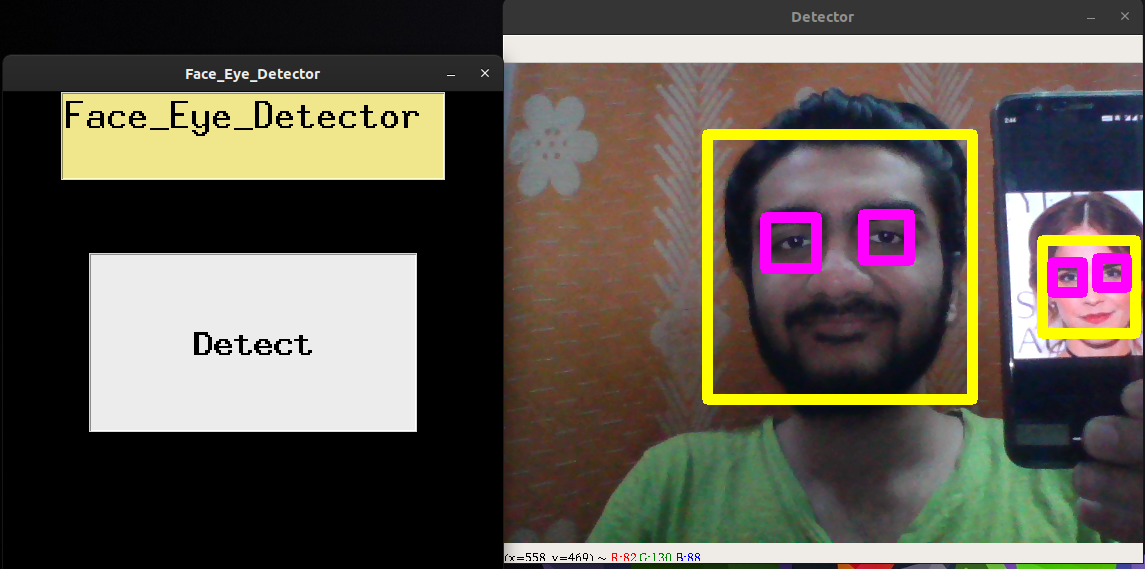 Detector
Face_Eye_Detector
Face_Eye_Detector
Detect
(x=558, y=469) ~ R:82 G:130 B:88